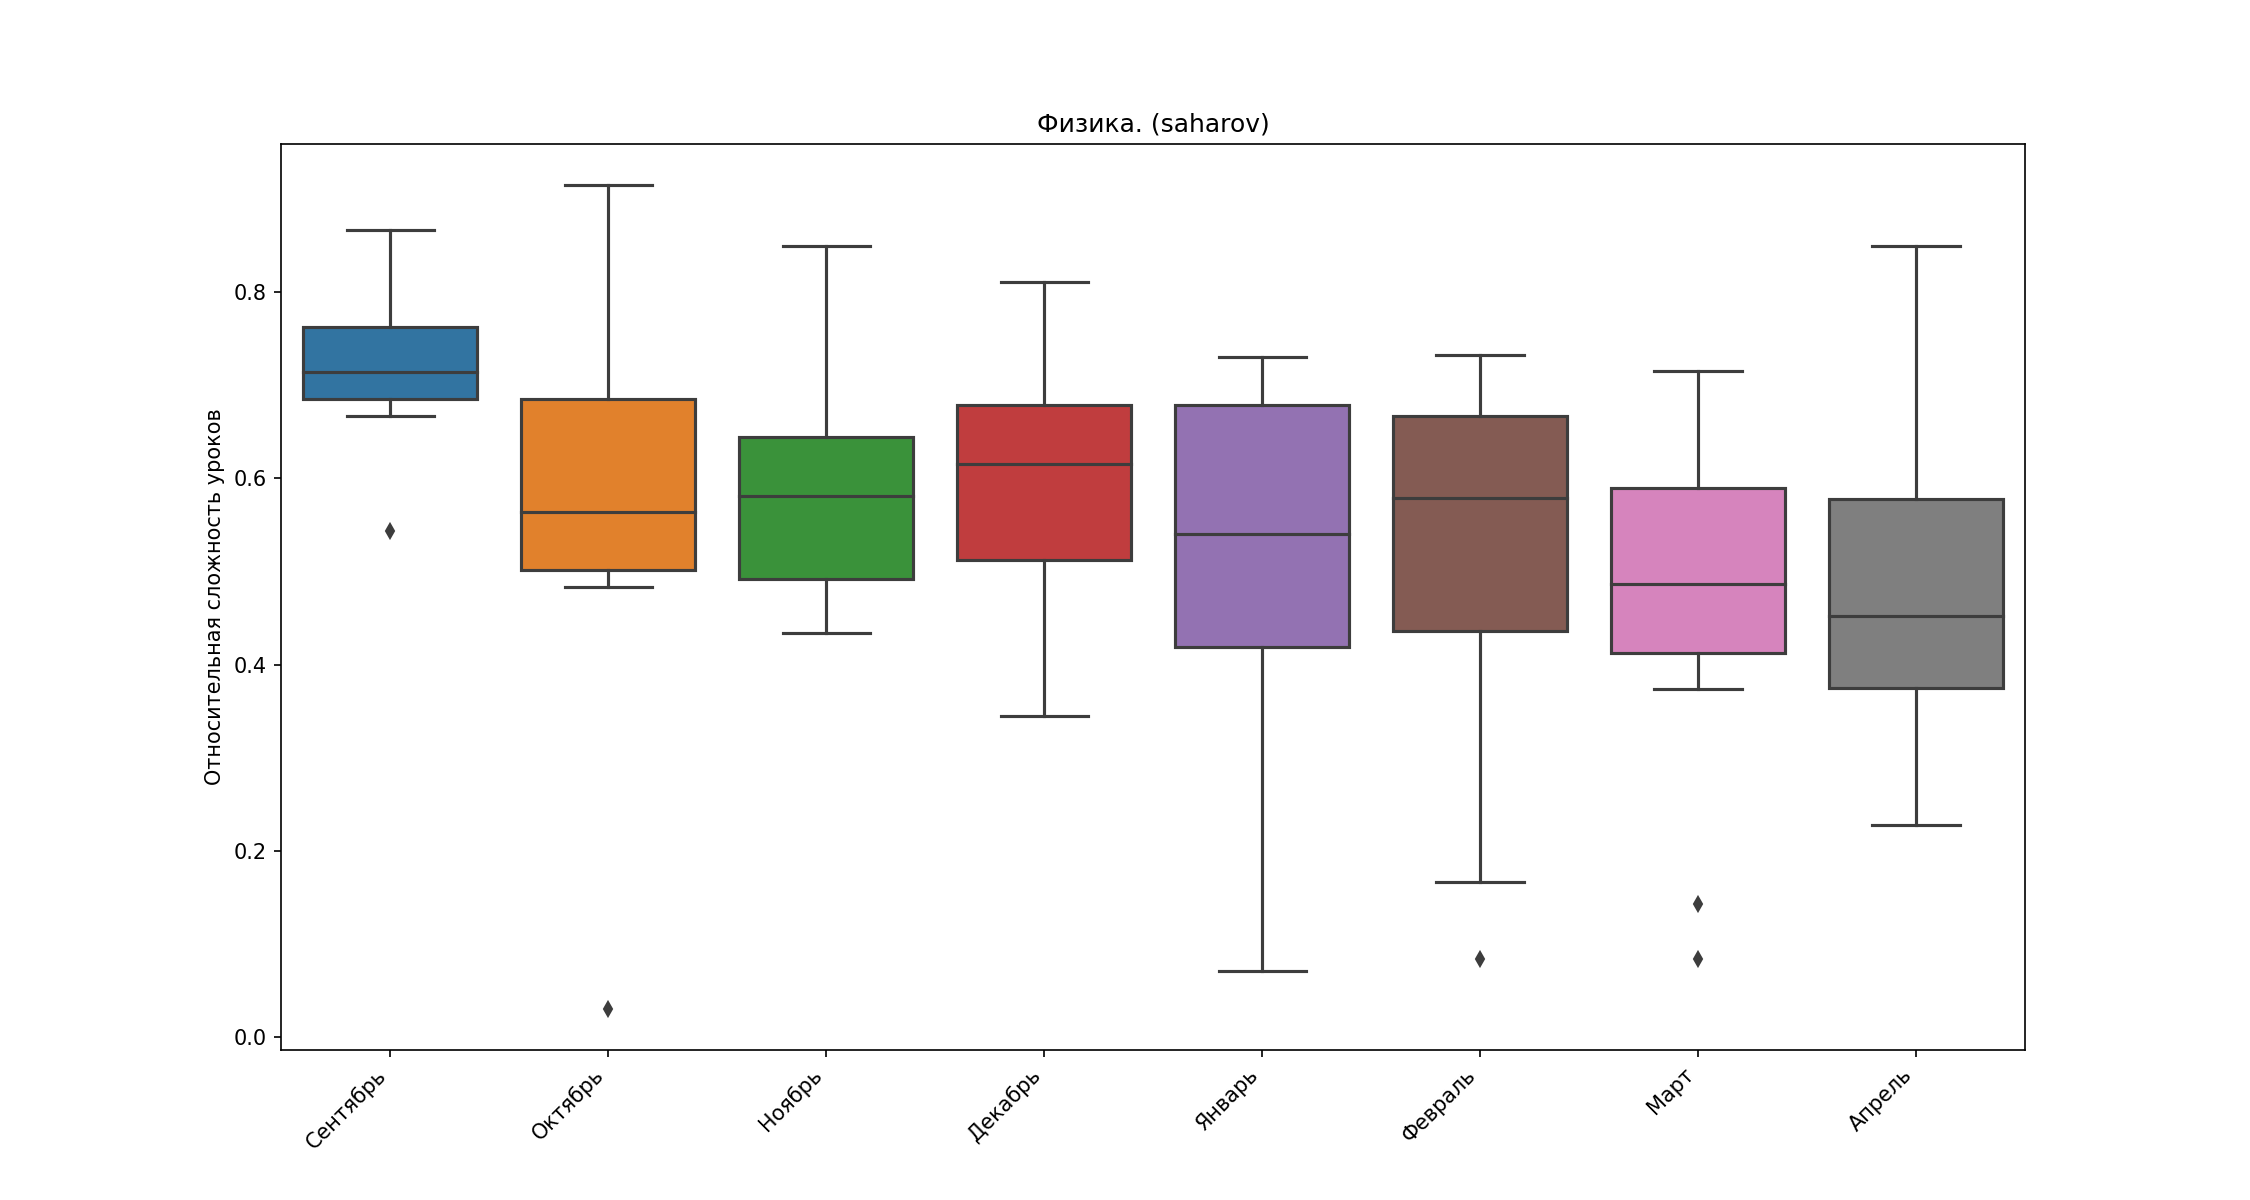 Физика. (saharov)
Относительная сложность уроков
0.8
0.6
0.4
0.2
0.0
Сентябрь
Октябрь
Ноябрь
Декабрь
Январь
Февраль
Март
Апрель